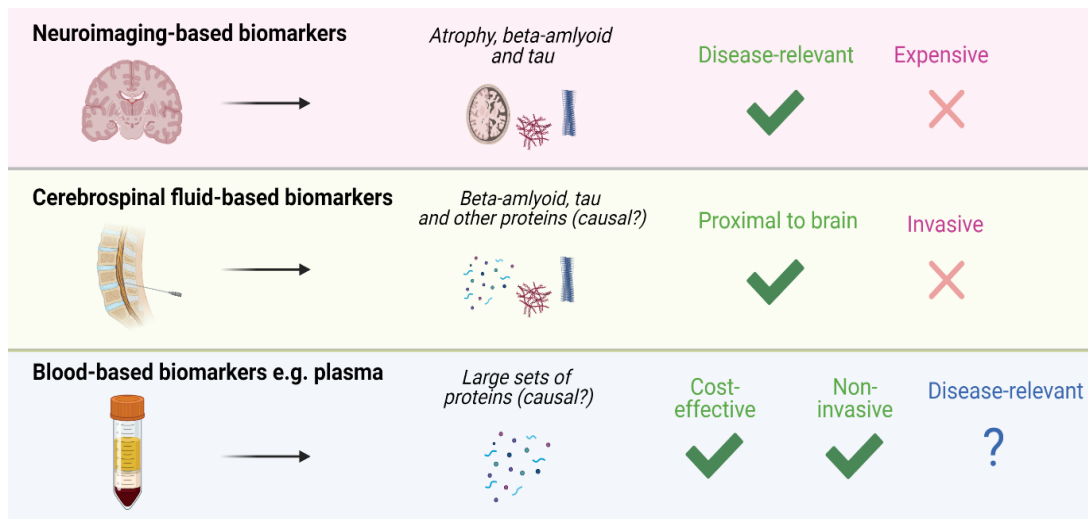 Neuroimaging-based biomarkers
Atrophy, beta-amlyoid
and tau
Disease-relevant
Expensive
Cerebrospinal fluid-based biomarkers
Beta-amlyoid, tau
and other proteins (causal?)
Proximal to brain
Invasive
Blood-based biomarkers e.g. plasma
Large sets of
proteins (causal?)
Cost-
effective
Non-
invasive
Disease-relevant
?